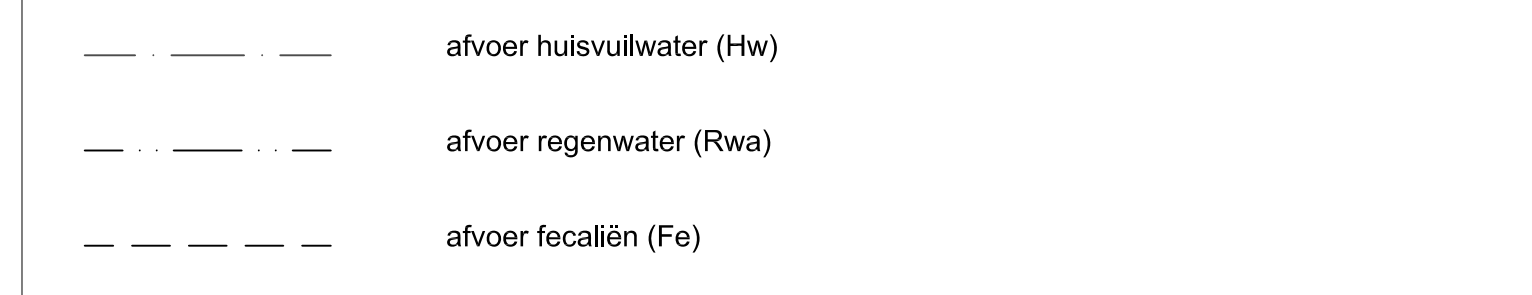 afvoer huisvuilwater (Hw)
afvoer regenwater (Rwa)
afvoer fecaliën (Fe)